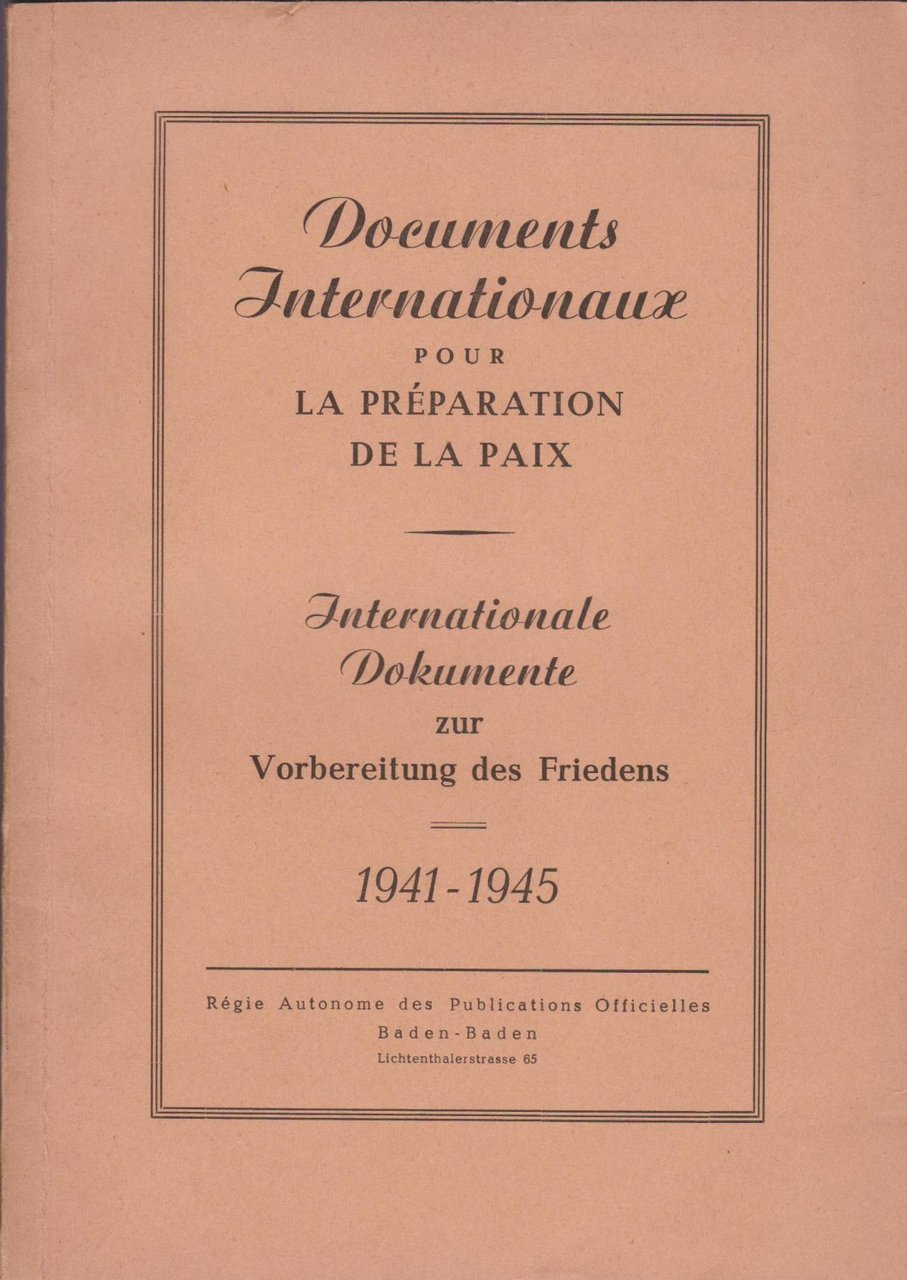 Documents
Internationaux
POUR
LA PRÉPARATION
DE LA PAIX
Internationale
Dokumente
zur
Vorbereitung des Friedens
1941-1945
Régie Autonome des Publications Officielles
Baden-Baden
Lichtenthalerstrasse 65